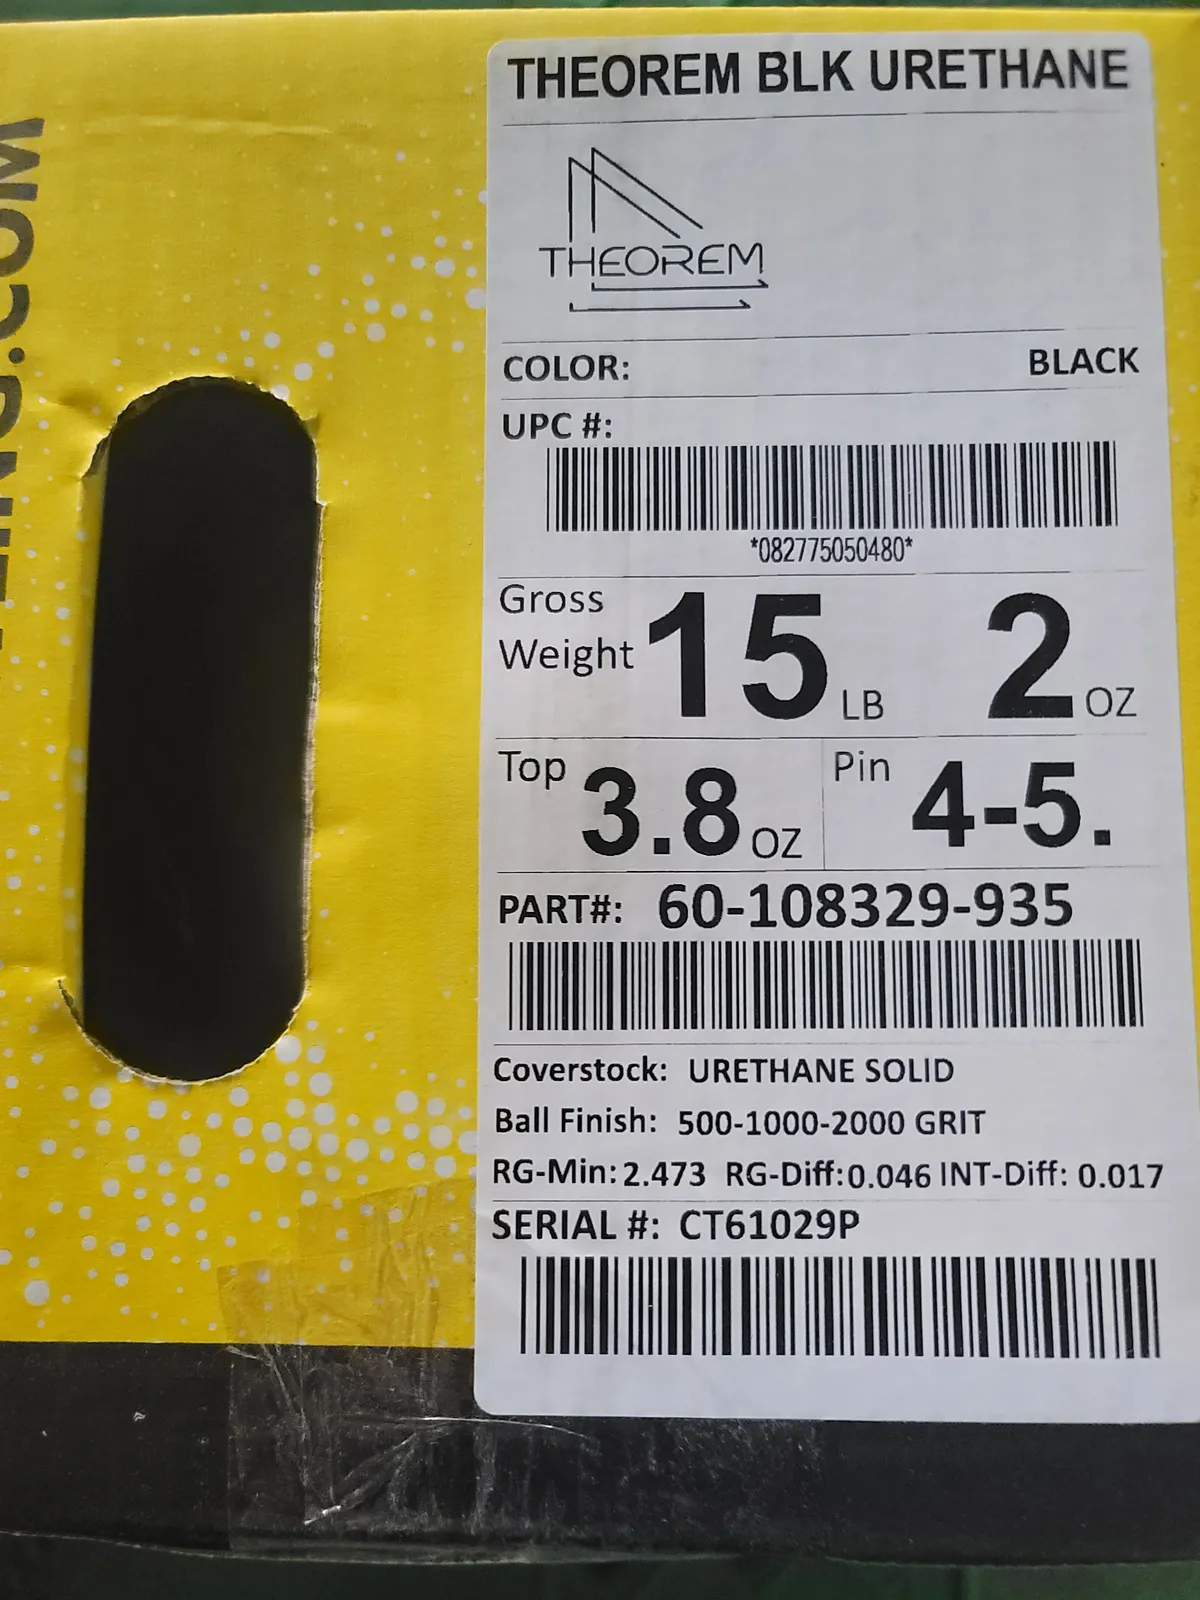 THEOREM BLK URETHANE
THEOREM
COLOR: BLACK
UPC #:
*082775050480*
Gross Weight 15 LB 2 OZ
Top 3.8 OZ Pin 4-5.
PART#: 60-108329-935
Coverstock: URETHANE SOLID
Ball Finish: 500-1000-2000 GRIT
RG-Min: 2.473 RG-Diff: 0.046 INT-Diff: 0.017
SERIAL #: CT61029P
.COM